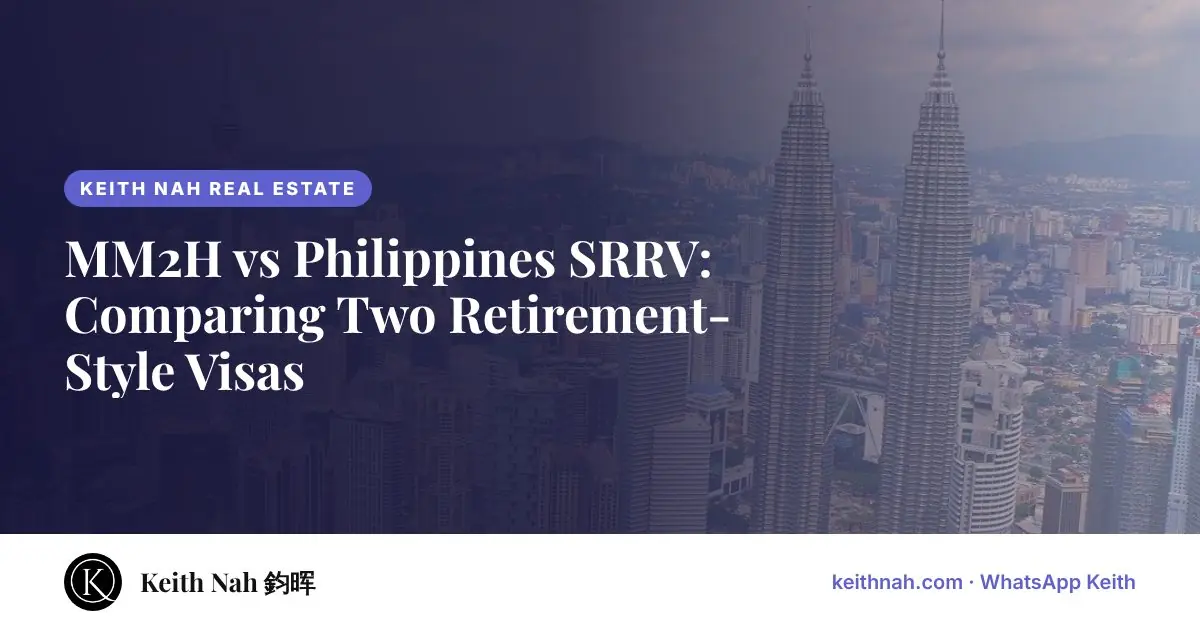 KEITH NAH REAL ESTATE
MM2H vs Philippines SRRV:
Comparing Two Retirement-
Style Visas
K
Keith Nah 鈞晖
keithnah.com · WhatsApp Keith